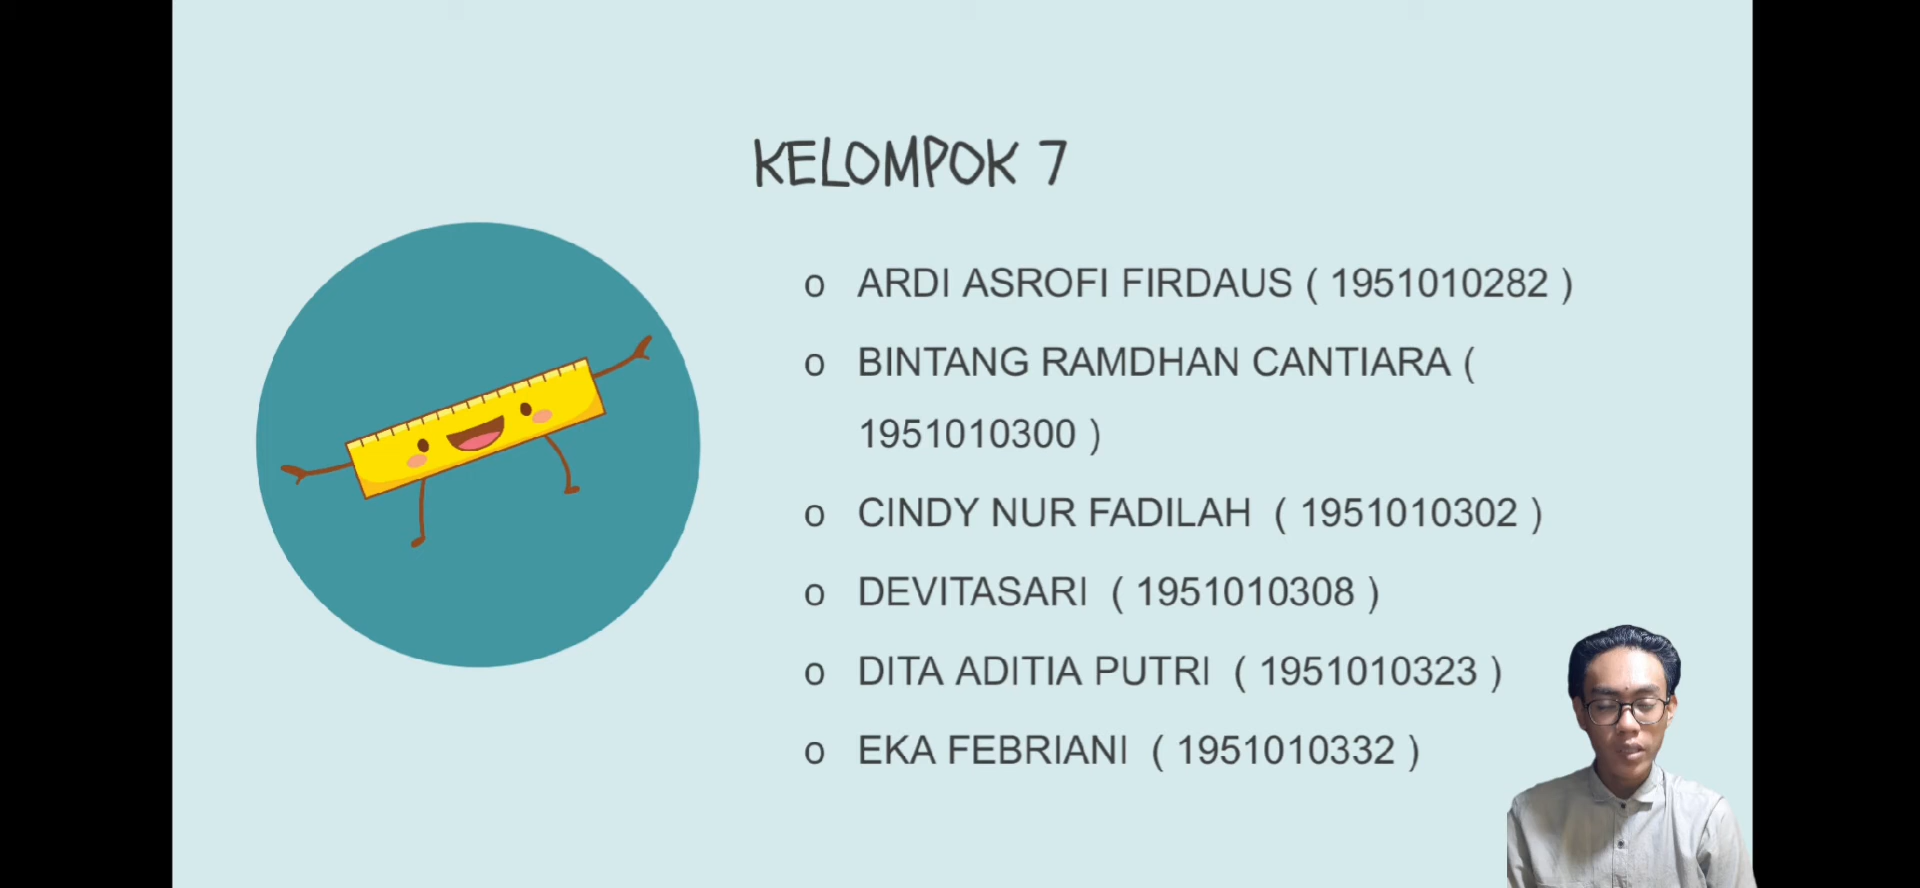 KELOMPOK 7
o ARDI ASROFI FIRDAUS ( 1951010282 )
o BINTANG RAMDHAN CANTIARA (
1951010300 )
o CINDY NUR FADILAH ( 1951010302 )
o DEVITASARI ( 1951010308 )
o DITA ADITIA PUTRI ( 1951010323 )
o EKA FEBRIANI ( 1951010332 )